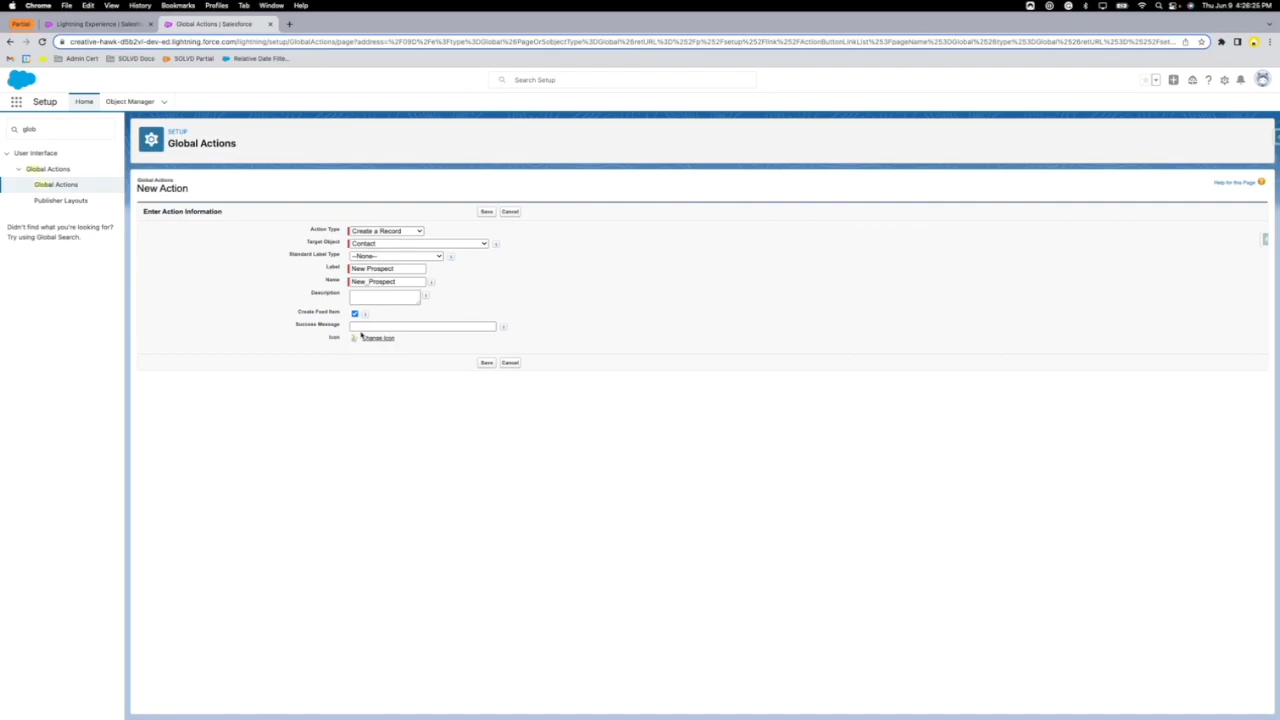 Chrome File Edit View History Bookmarks Profiles Tab Window Help Thu Jun 9 4:26:25 PM
Partial Lightning Experience | Salesfo Global Actions | Salesforce
Admin Cert SOLVD Docs SOLVD Partial Relative Date Filte...
Search Setup
Setup Home Object Manager
glob
SETUP
Global Actions
User Interface
Global Actions
Global Actions
Publisher Layouts
Didn't find what you're looking for?
Try using Global Search.
Global Actions
New Action
Help for this Page
Enter Action Information Save Cancel
Action Type Create a Record
Target Object Contact
Standard Label Type --None--
Label New Prospect
Name New_Prospect
Description
Create Feed Item
Success Message
Icon Change Icon
Save Cancel